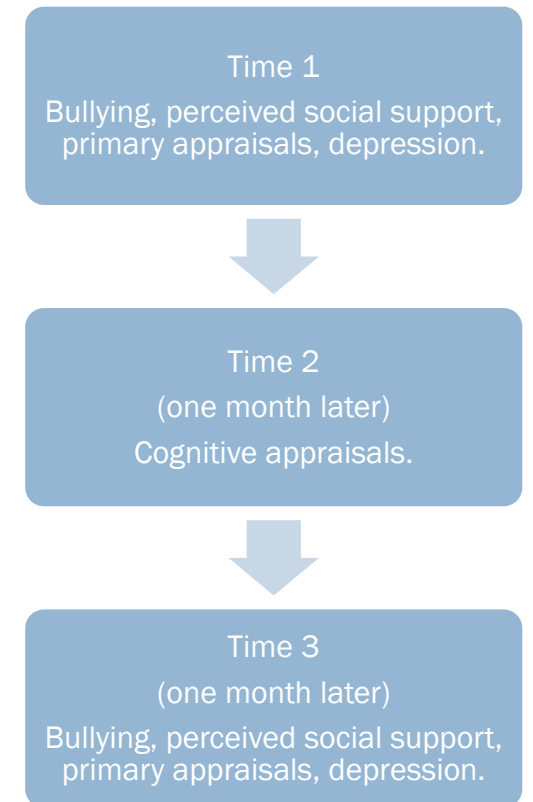 Time 1
Bullying, perceived social support,
primary appraisals, depression.
Time 2
(one month later)
Cognitive appraisals.
Time 3
(one month later)
Bullying, perceived social support,
primary appraisals, depression.